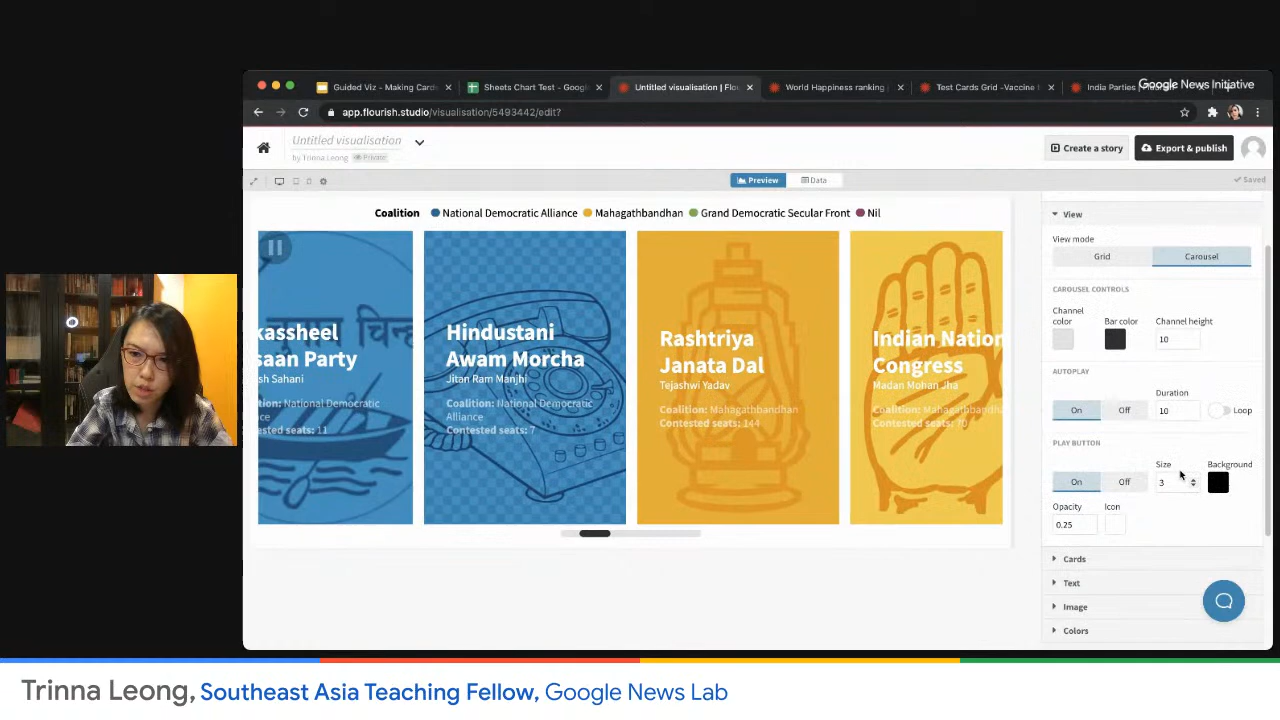 Guided Viz - Making Card
Sheets Chart Test - Goog
Untitled visualisation | Flo
World Happiness ranking
Test Cards Grid -Vaccine
India Parties
Google News Initiative
app.flourish.studio/visualisation/5493442/edit?
Untitled visualisation
by Trinna Leong Private
Create a story
Export & publish
Preview
Data
Saved
Coalition National Democratic Alliance Mahagathbandhan Grand Democratic Secular Front Nil
चिन्ह
kassheel
saan Party
sh Sahani
ance: National Democratic
ntested seats: 11
Hindustani
Awam Morcha
Jitan Ram Manjhi
Coalition: National Democratic
Alliance
Contested seats: 7
Rashtriya
Janata Dal
Tejashwi Yadav
Coalition: Mahagathbandhan
Contested seats: 144
Indian Nation
Congress
Madan Mohan Jha
Coalition:
Contested seats: 70
View
View mode
Grid
Carousel
CAROUSEL CONTROLS
Channel
color
Bar color
Channel height
10
AUTOPLAY
On
Off
Duration
10
Loop
PLAY BUTTON
On
Off
Size
3
Background
Opacity
0.25
Icon
Cards
Text
Image
Colors
Trinna Leong, Southeast Asia Teaching Fellow, Google News Lab